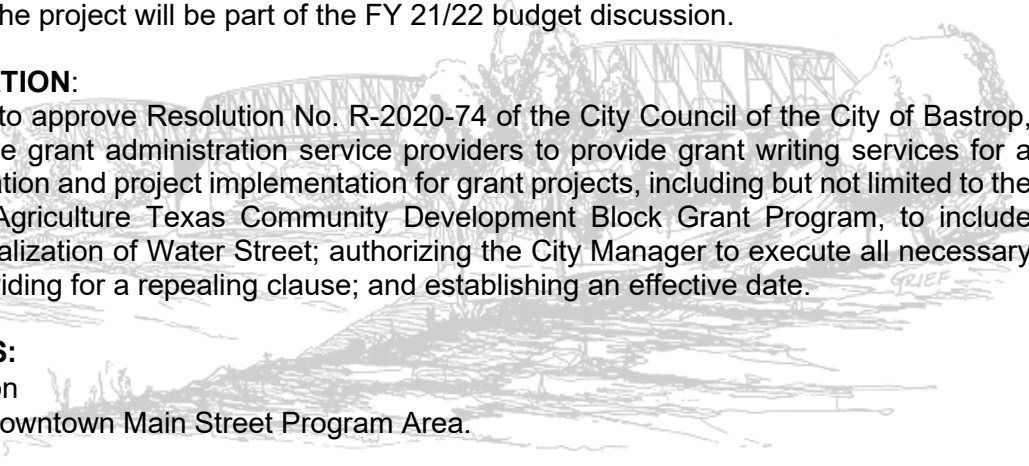 he project will be part of the FY 21/22 budget discussion.
TION:
to approve Resolution No. R-2020-74 of the City Council of the City of Bastrop,
e grant administration service providers to provide grant writing services for a
tion and project implementation for grant projects, including but not limited to the
Agriculture Texas Community Development Block Grant Program, to include
alization of Water Street; authorizing the City Manager to execute all necessary
iding for a repealing clause; and establishing an effective date.
GRIEF
S:
on
owntown Main Street Program Area.